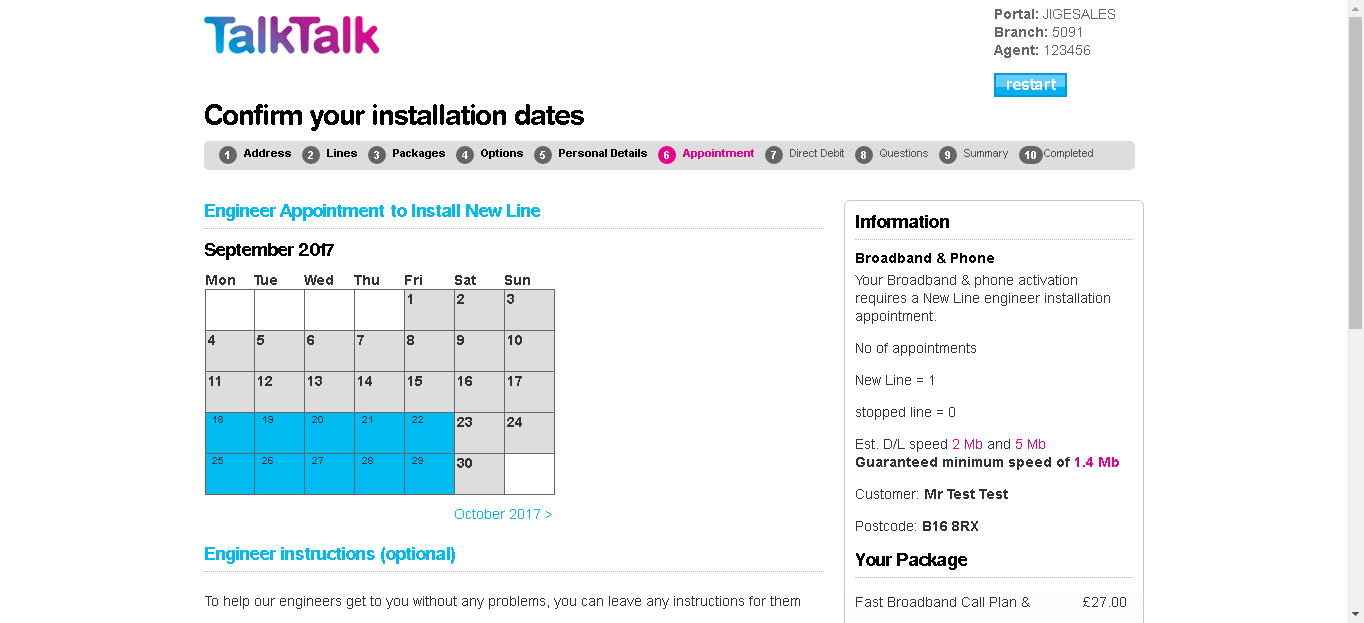 TalkTalk
Portal: JIGESALES
Branch: 5091
Agent: 123456
restart
Confirm your installation dates
1 Address 2 Lines 3 Packages 4 Options 5 Personal Details 6 Appointment 7 Direct Debit 8 Questions 9 Summary 10 Completed
Engineer Appointment to Install New Line
September 2017
Mon Tue Wed Thu Fri Sat Sun
1 2 3
4 5 6 7 8 9 10
11 12 13 14 15 16 17
18 19 20 21 22 23 24
25 26 27 28 29 30
October 2017 >
Engineer instructions (optional)
To help our engineers get to you without any problems, you can leave any instructions for them
Information
Broadband & Phone
Your Broadband & phone activation
requires a New Line engineer installation
appointment.
No of appointments
New Line = 1
stopped line = 0
Est. D/L speed 2 Mb and 5 Mb
Guaranteed minimum speed of 1.4 Mb
Customer: Mr Test Test
Postcode: B16 8RX
Your Package
Fast Broadband Call Plan & £27.00